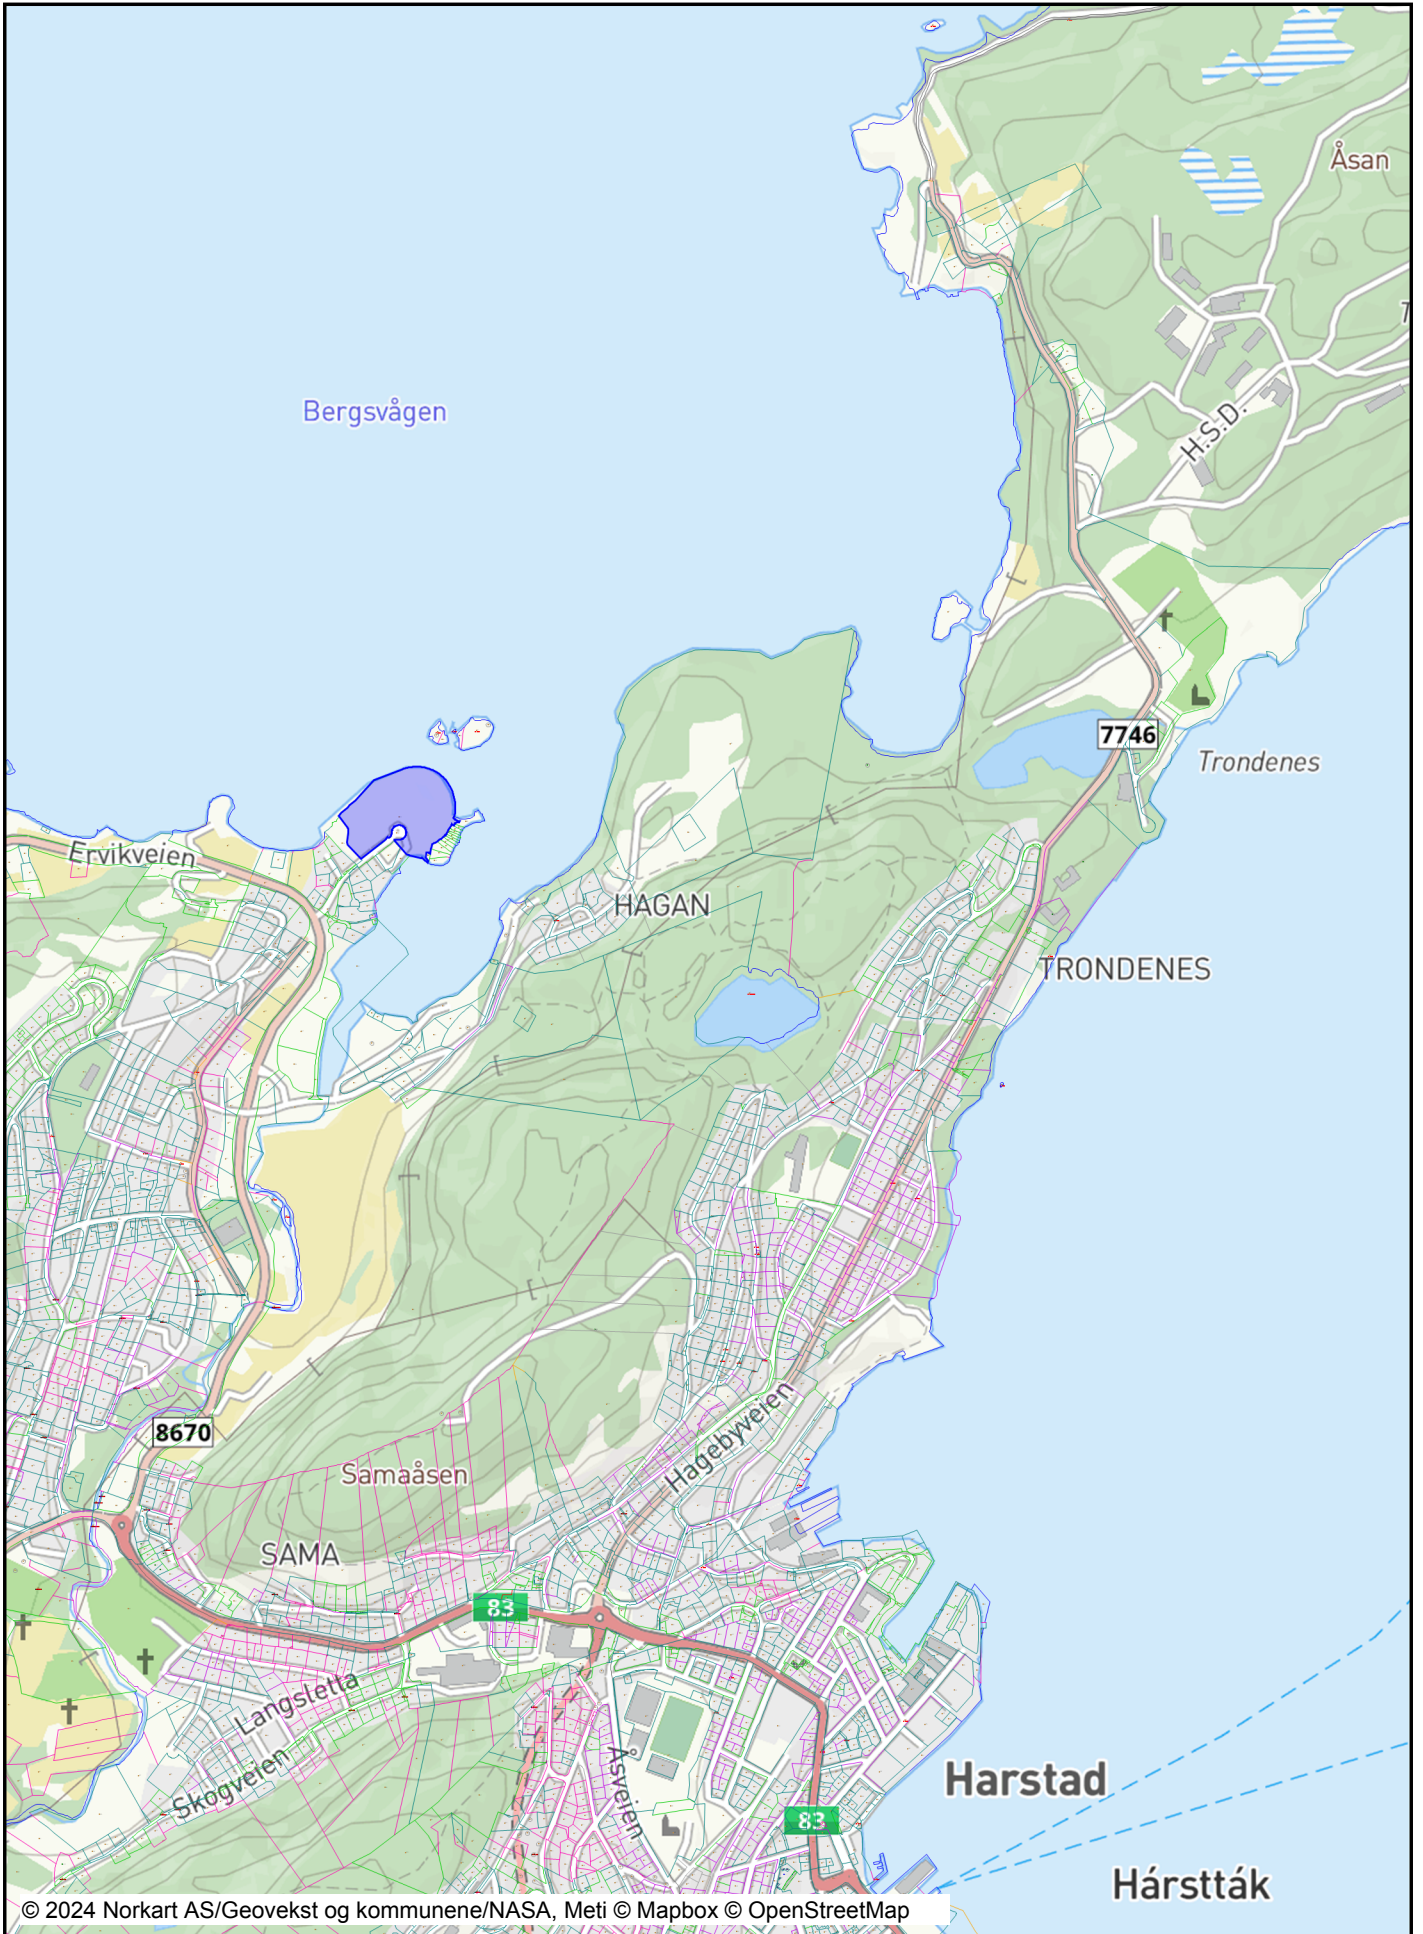 Åsan
T
Bergsvågen
H.S.D.
7746
Trondenes
Ervikveien
HAGAN
TRONDENES
Hagebyveien
8670
Samaåsen
SAMA
83
Langsletta
Skogveien
Åsveien
Harstad
83
Hárstták
© 2024 Norkart AS/Geovekst og kommunene/NASA, Meti © Mapbox © OpenStreetMap